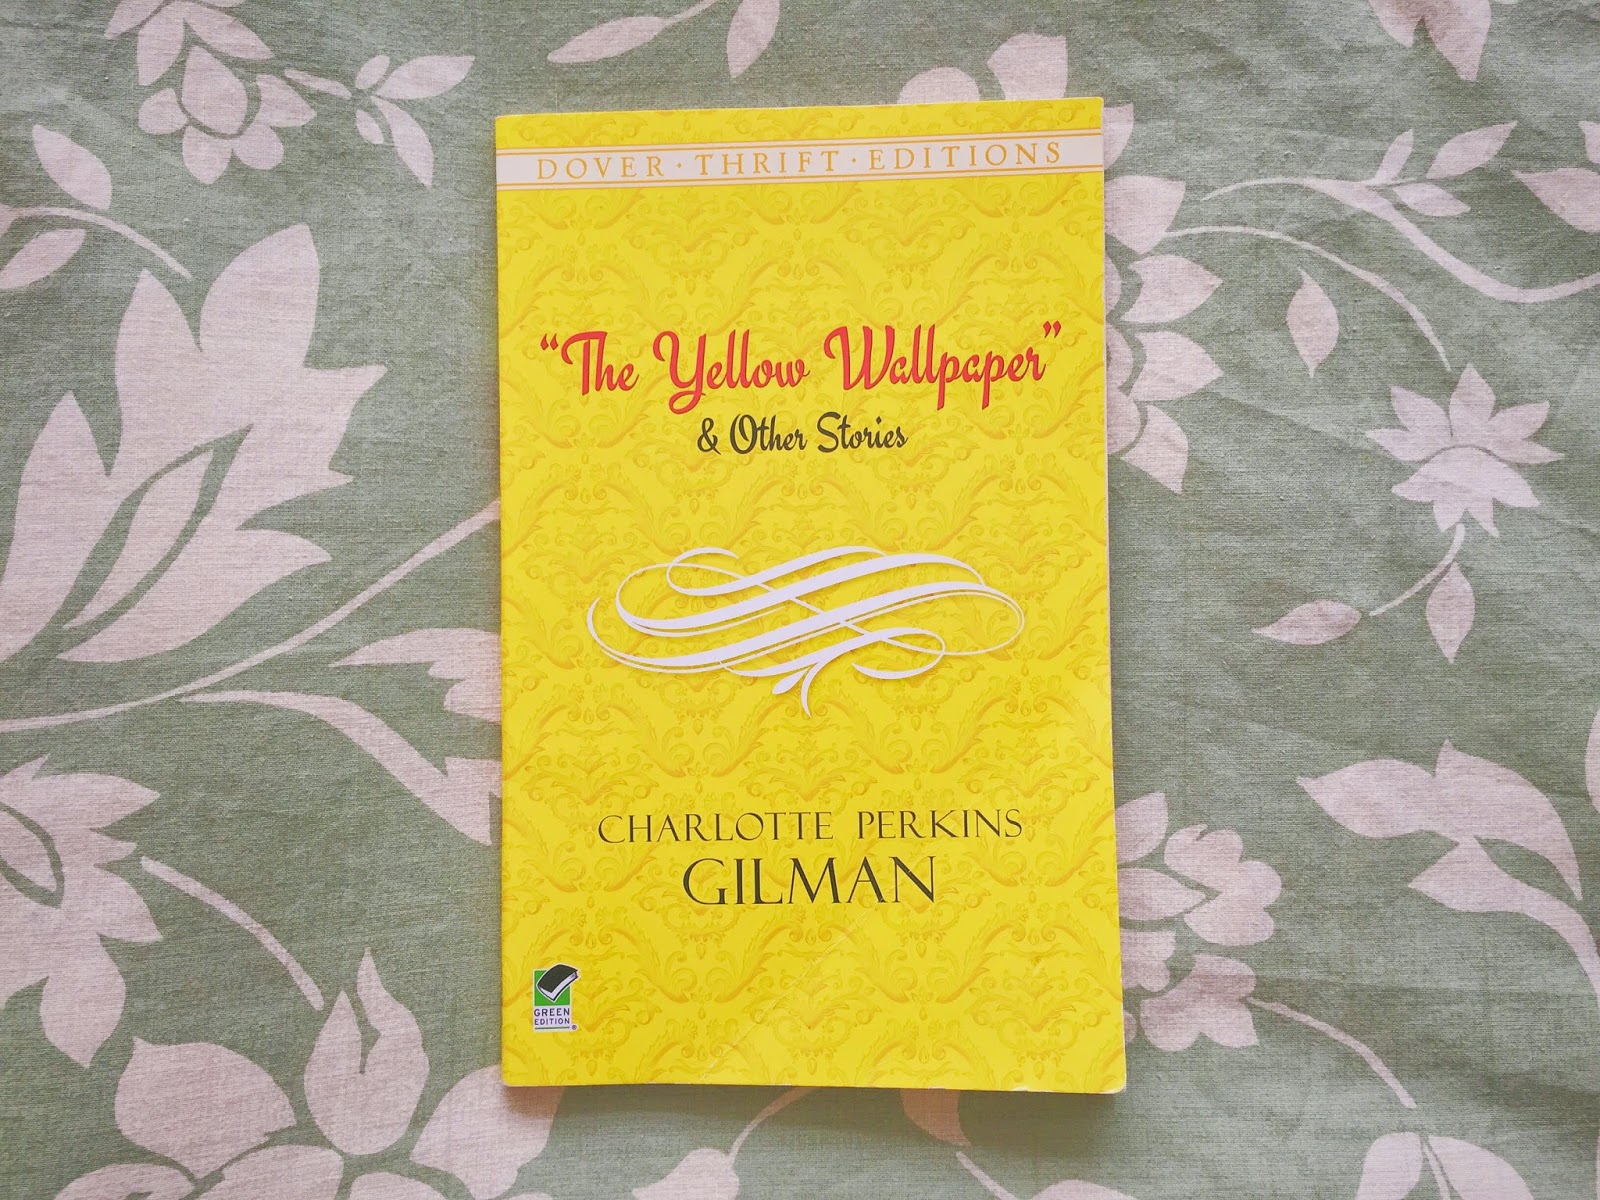 DOVER · THRIFT · EDITIONS
“The Yellow Wallpaper”
& Other Stories
CHARLOTTE PERKINS
GILMAN
GREEN
EDITION®